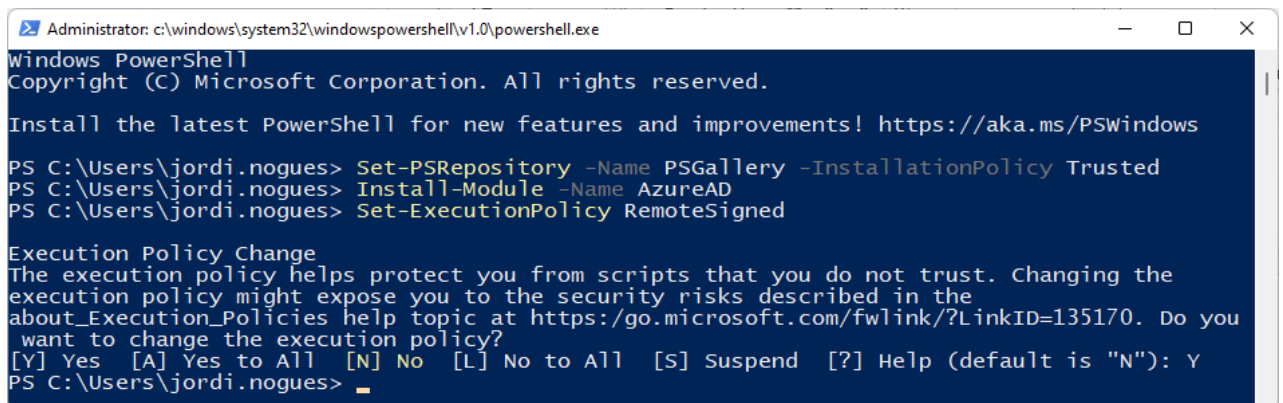 Administrator: c:\windows\system32\windowspowershell\v1.0\powershell.exe
Windows PowerShell
Copyright (C) Microsoft Corporation. All rights reserved.
Install the latest PowerShell for new features and improvements! https://aka.ms/PSWindows
PS C:\Users\jordi.nogues> Set-PSRepository -Name PSGallery -InstallationPolicy Trusted
PS C:\Users\jordi.nogues> Install-Module -Name AzureAD
PS C:\Users\jordi.nogues> Set-ExecutionPolicy RemoteSigned
Execution Policy Change
The execution policy helps protect you from scripts that you do not trust. Changing the
execution policy might expose you to the security risks described in the
about_Execution_Policies help topic at https:/go.microsoft.com/fwlink/?LinkID=135170. Do you
want to change the execution policy?
[Y] Yes  [A] Yes to All  [N] No  [L] No to All  [S] Suspend  [?] Help (default is "N"): Y
PS C:\Users\jordi.nogues>